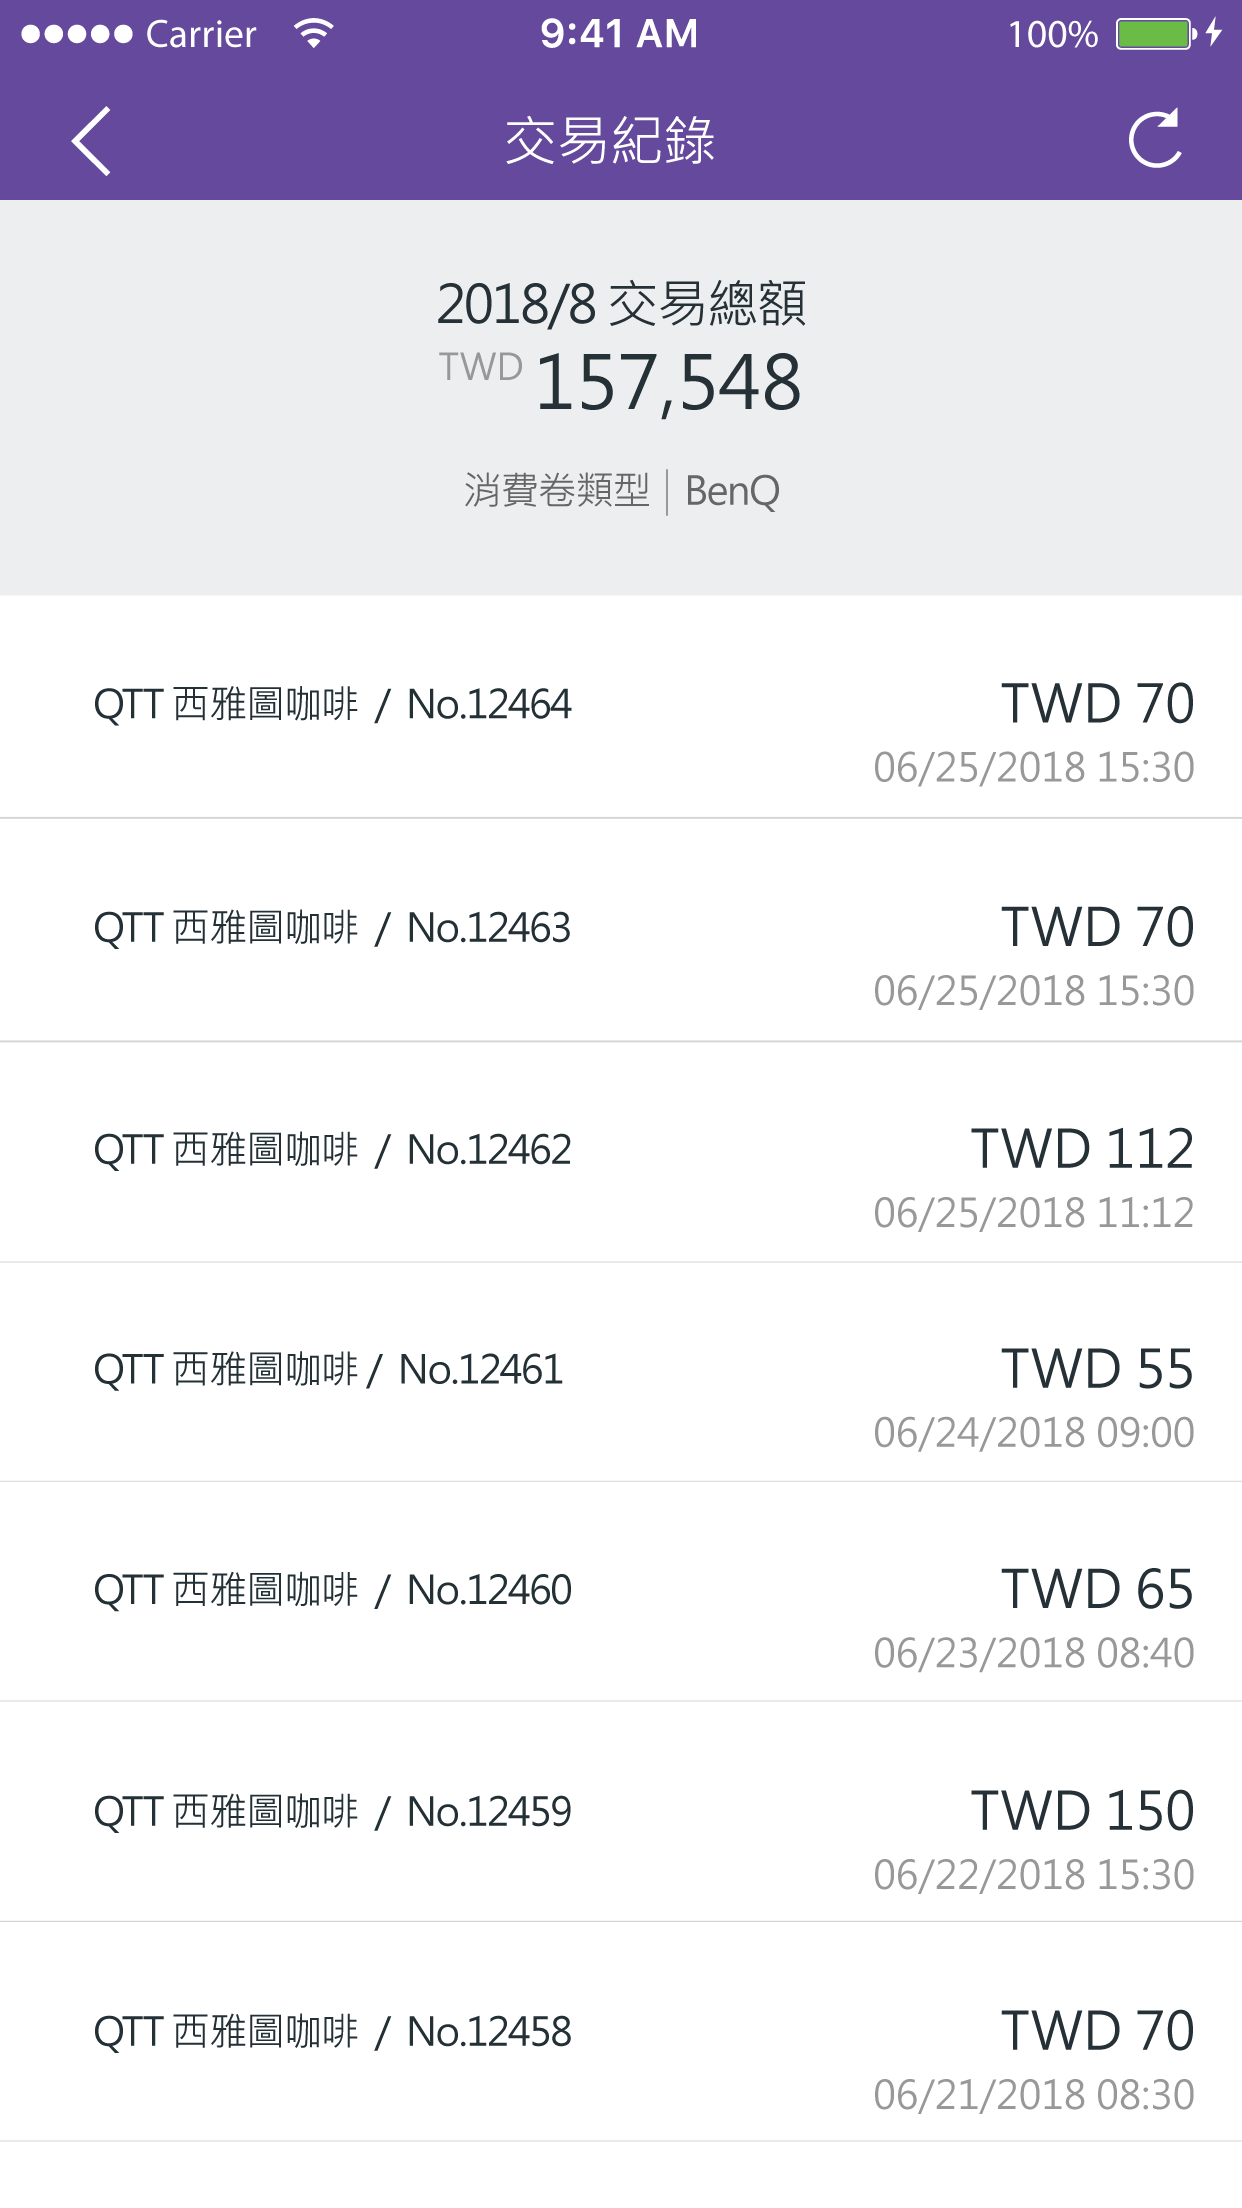 Carrier 9:41 AM 100%
交易紀錄
2018/8 交易總額
TWD 157,548
消費卷類型 | BenQ
QTT 西雅圖咖啡 / No.12464 TWD 70
06/25/2018 15:30
QTT 西雅圖咖啡 / No.12463 TWD 70
06/25/2018 15:30
QTT 西雅圖咖啡 / No.12462 TWD 112
06/25/2018 11:12
QTT 西雅圖咖啡 / No.12461 TWD 55
06/24/2018 09:00
QTT 西雅圖咖啡 / No.12460 TWD 65
06/23/2018 08:40
QTT 西雅圖咖啡 / No.12459 TWD 150
06/22/2018 15:30
QTT 西雅圖咖啡 / No.12458 TWD 70
06/21/2018 08:30